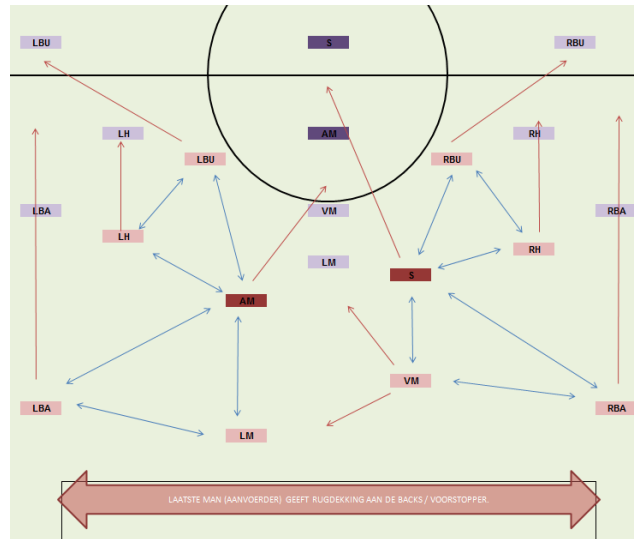 LBU S RBU
LH AM RH
LBU RBU
LBA VM RBA
LH RH
LM
S
AM
VM
LBA RBA
LM
LAATSTE MAN (AANVOERDER) GEEFT RUGDEKKING AAN DE BACKS / VOORSTOPPER.